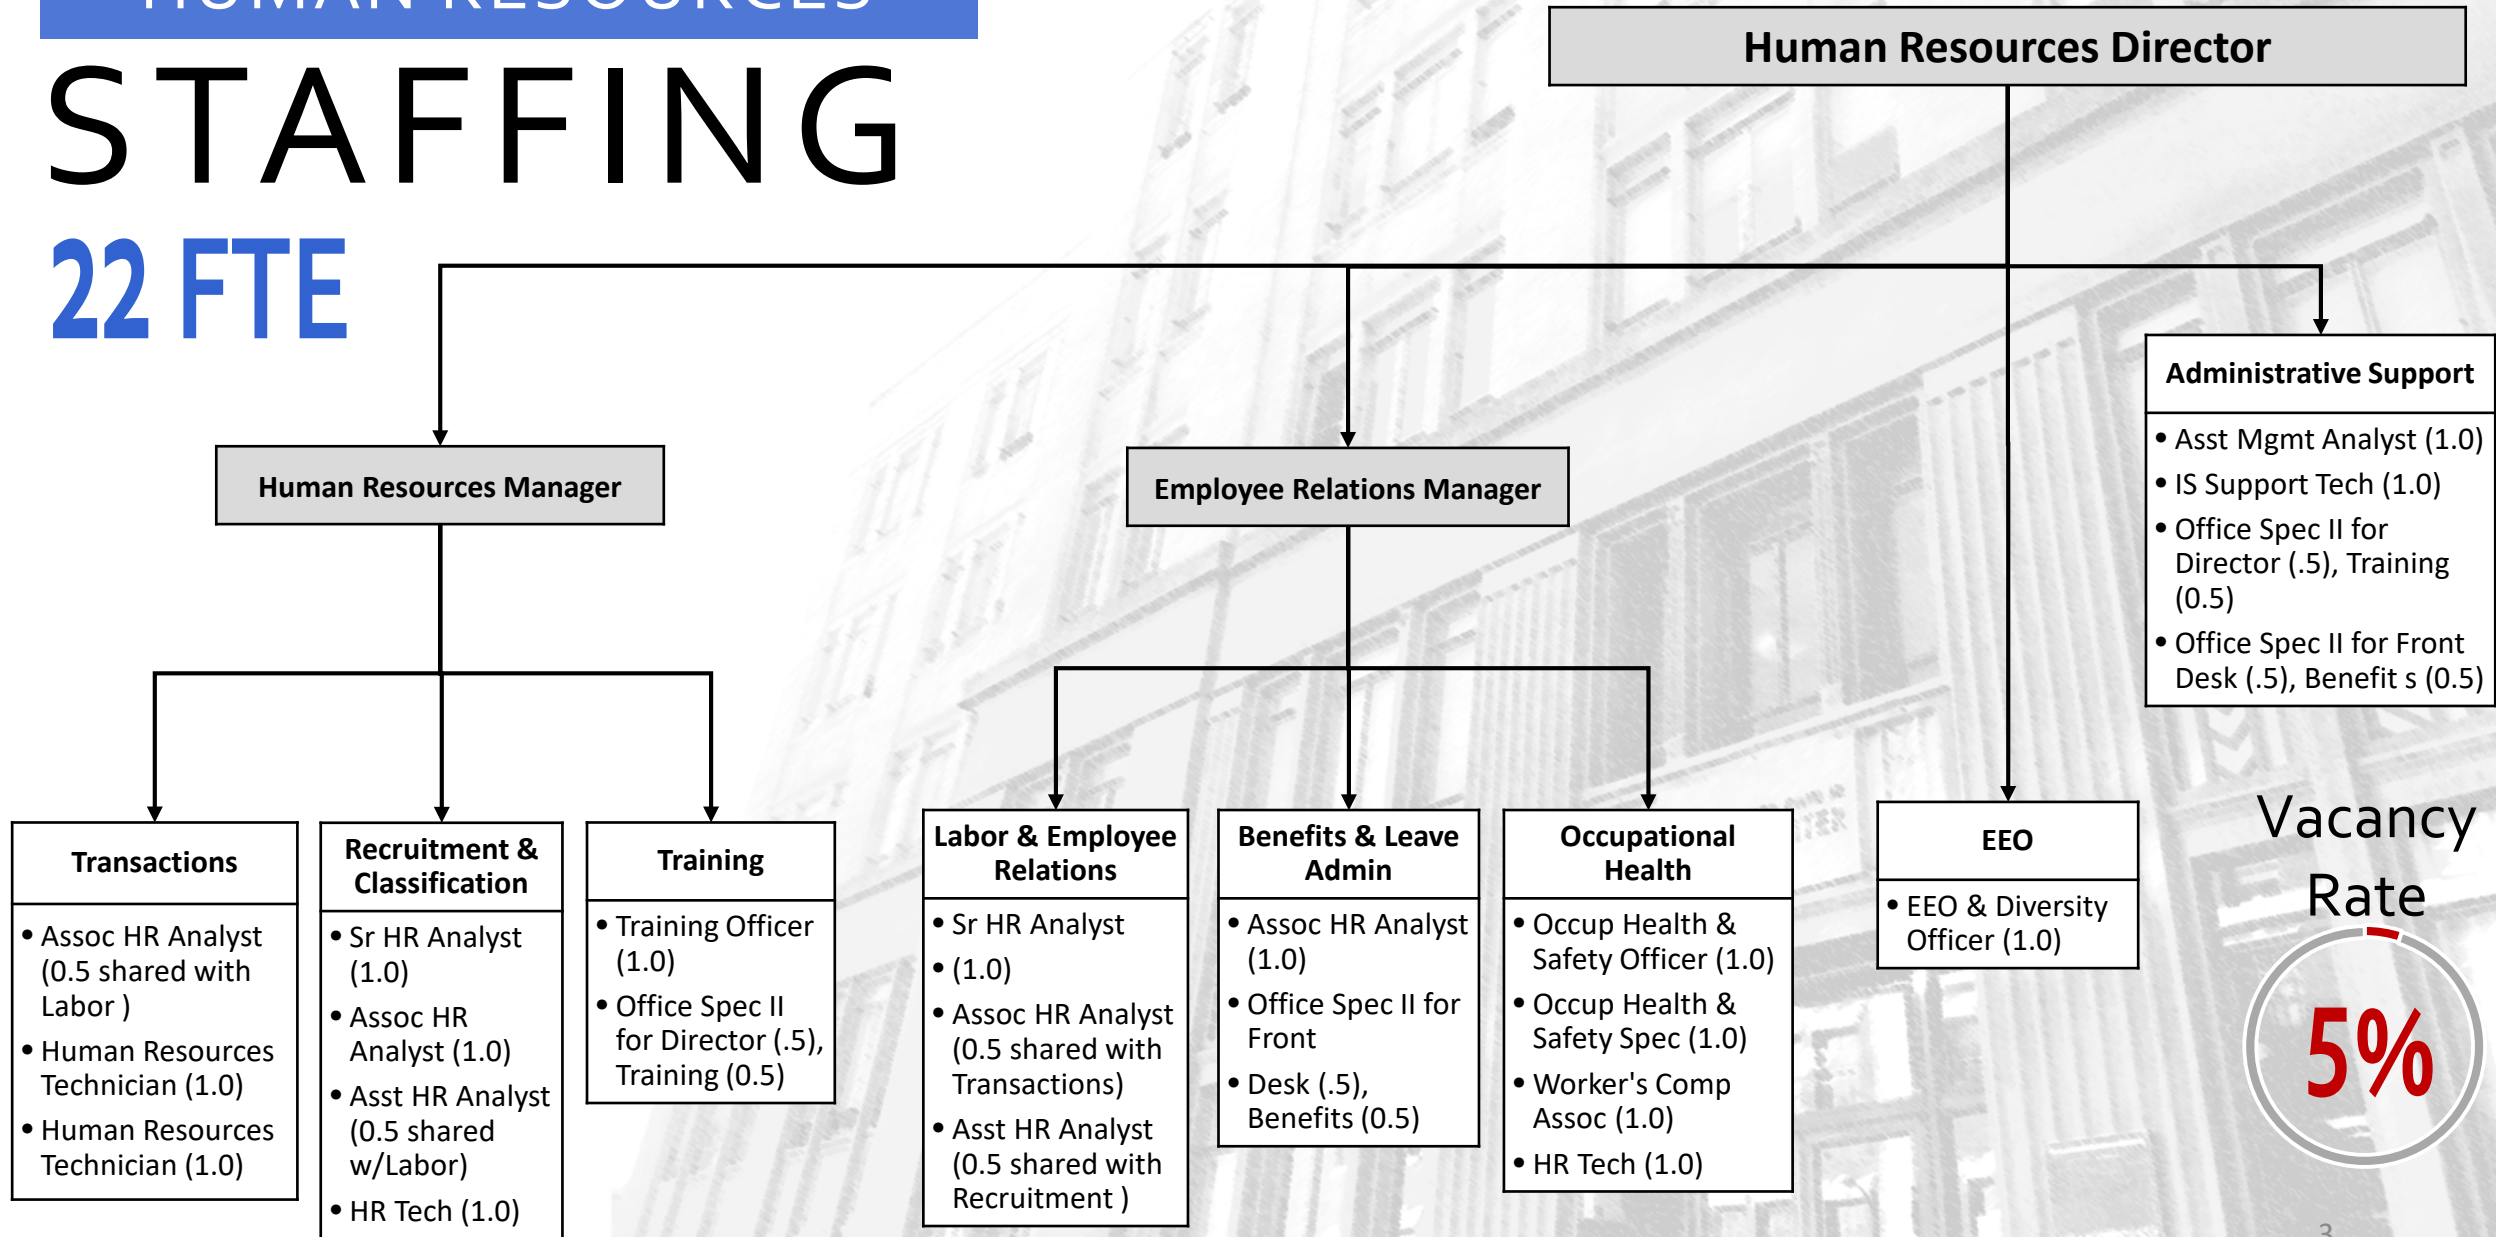 HUMAN RESOURCES
STAFFING
22 FTE
Human Resources Director
Human Resources Manager
Employee Relations Manager
Administrative Support
• Asst Mgmt Analyst (1.0)
• IS Support Tech (1.0)
• Office Spec II for
Director (.5), Training
(0.5)
• Office Spec II for Front
Desk (.5), Benefit s (0.5)
Transactions
• Assoc HR Analyst
(0.5 shared with
Labor )
• Human Resources
Technician (1.0)
• Human Resources
Technician (1.0)
Recruitment &
Classification
• Sr HR Analyst
(1.0)
• Assoc HR
Analyst (1.0)
• Asst HR Analyst
(0.5 shared
w/Labor)
• HR Tech (1.0)
Training
• Training Officer
(1.0)
• Office Spec II
for Director (.5),
Training (0.5)
Labor & Employee
Relations
• Sr HR Analyst
• (1.0)
• Assoc HR Analyst
(0.5 shared with
Transactions)
• Asst HR Analyst
(0.5 shared with
Recruitment )
Benefits & Leave
Admin
• Assoc HR Analyst
(1.0)
• Office Spec II for
Front
• Desk (.5),
Benefits (0.5)
Occupational
Health
• Occup Health &
Safety Officer (1.0)
• Occup Health &
Safety Spec (1.0)
• Worker's Comp
Assoc (1.0)
• HR Tech (1.0)
EEO
• EEO & Diversity
Officer (1.0)
Vacancy
Rate
5%
3